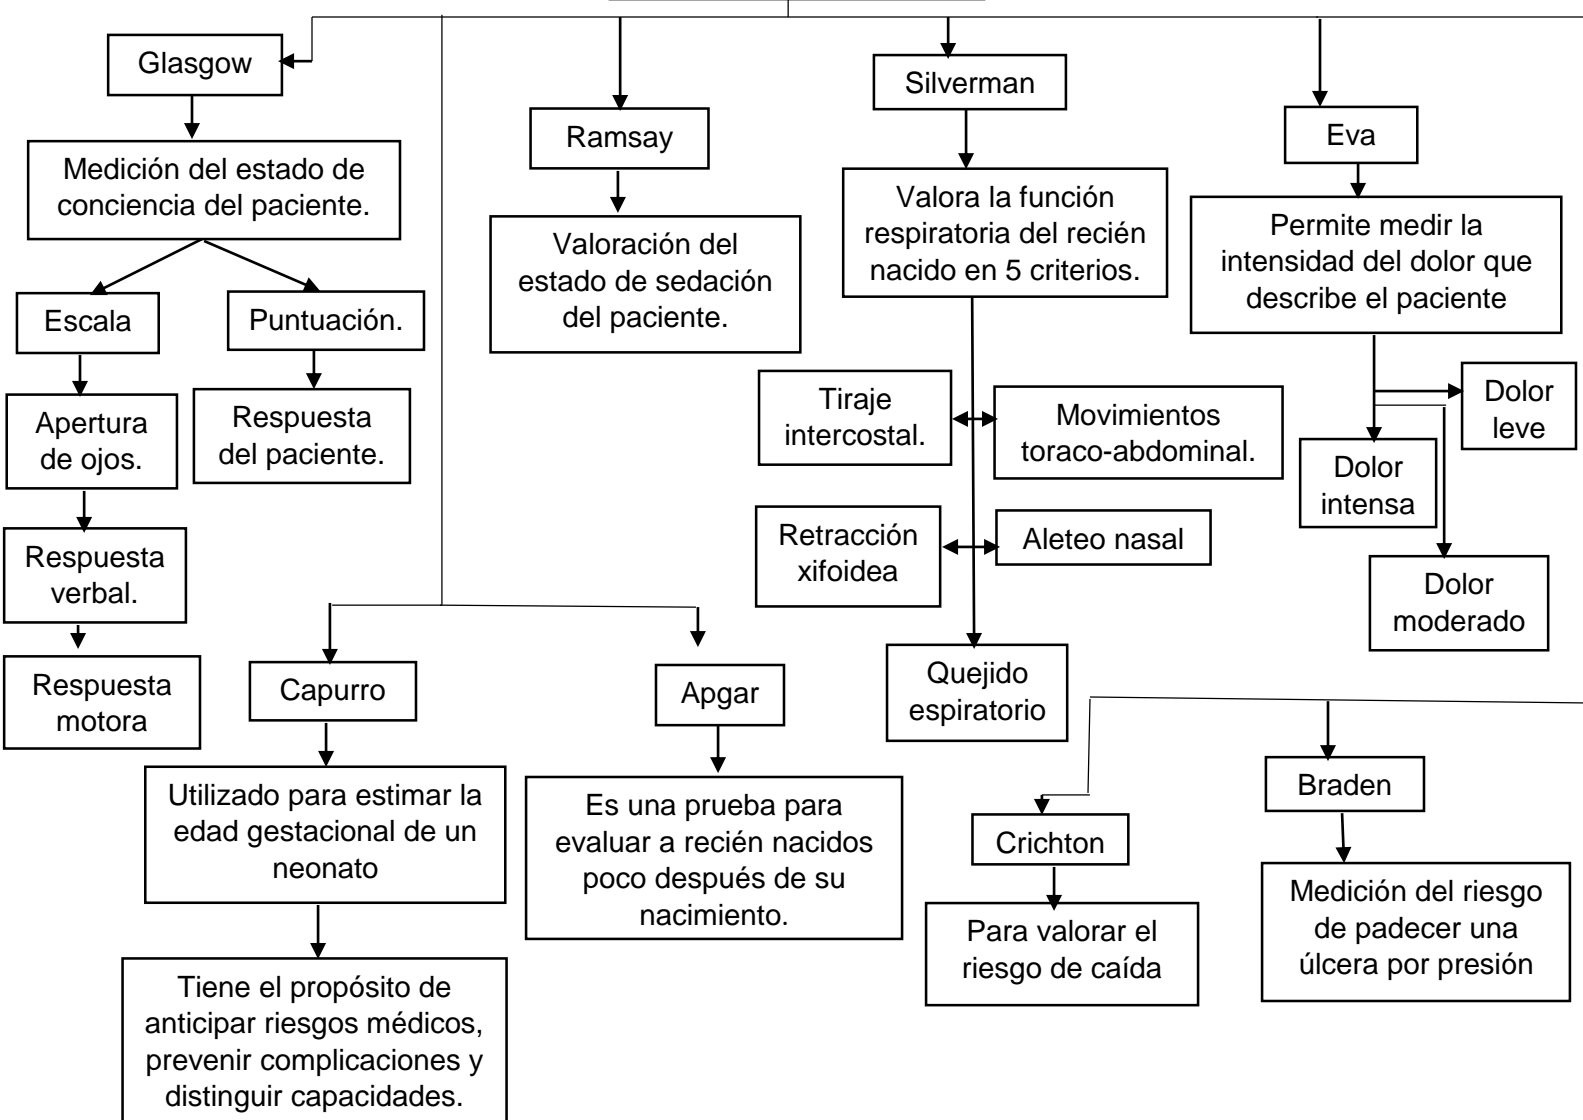 Glasgow
Medición del estado de
conciencia del paciente.
Escala
Puntuación.
Apertura
de ojos.
Respuesta
del paciente.
Respuesta
verbal.
Respuesta
motora
Ramsay
Valoración del
estado de sedación
del paciente.
Silverman
Valora la función
respiratoria del recién
nacido en 5 criterios.
Tiraje
intercostal.
Movimientos
toraco-abdominal.
Retracción
xifoidea
Aleteo nasal
Quejido
espiratorio
Eva
Permite medir la
intensidad del dolor que
describe el paciente
Dolor
leve
Dolor
intensa
Dolor
moderado
Capurro
Utilizado para estimar la
edad gestacional de un
neonato
Tiene el propósito de
anticipar riesgos médicos,
prevenir complicaciones y
distinguir capacidades.
Apgar
Es una prueba para
evaluar a recién nacidos
poco después de su
nacimiento.
Crichton
Para valorar el
riesgo de caída
Braden
Medición del riesgo
de padecer una
úlcera por presión